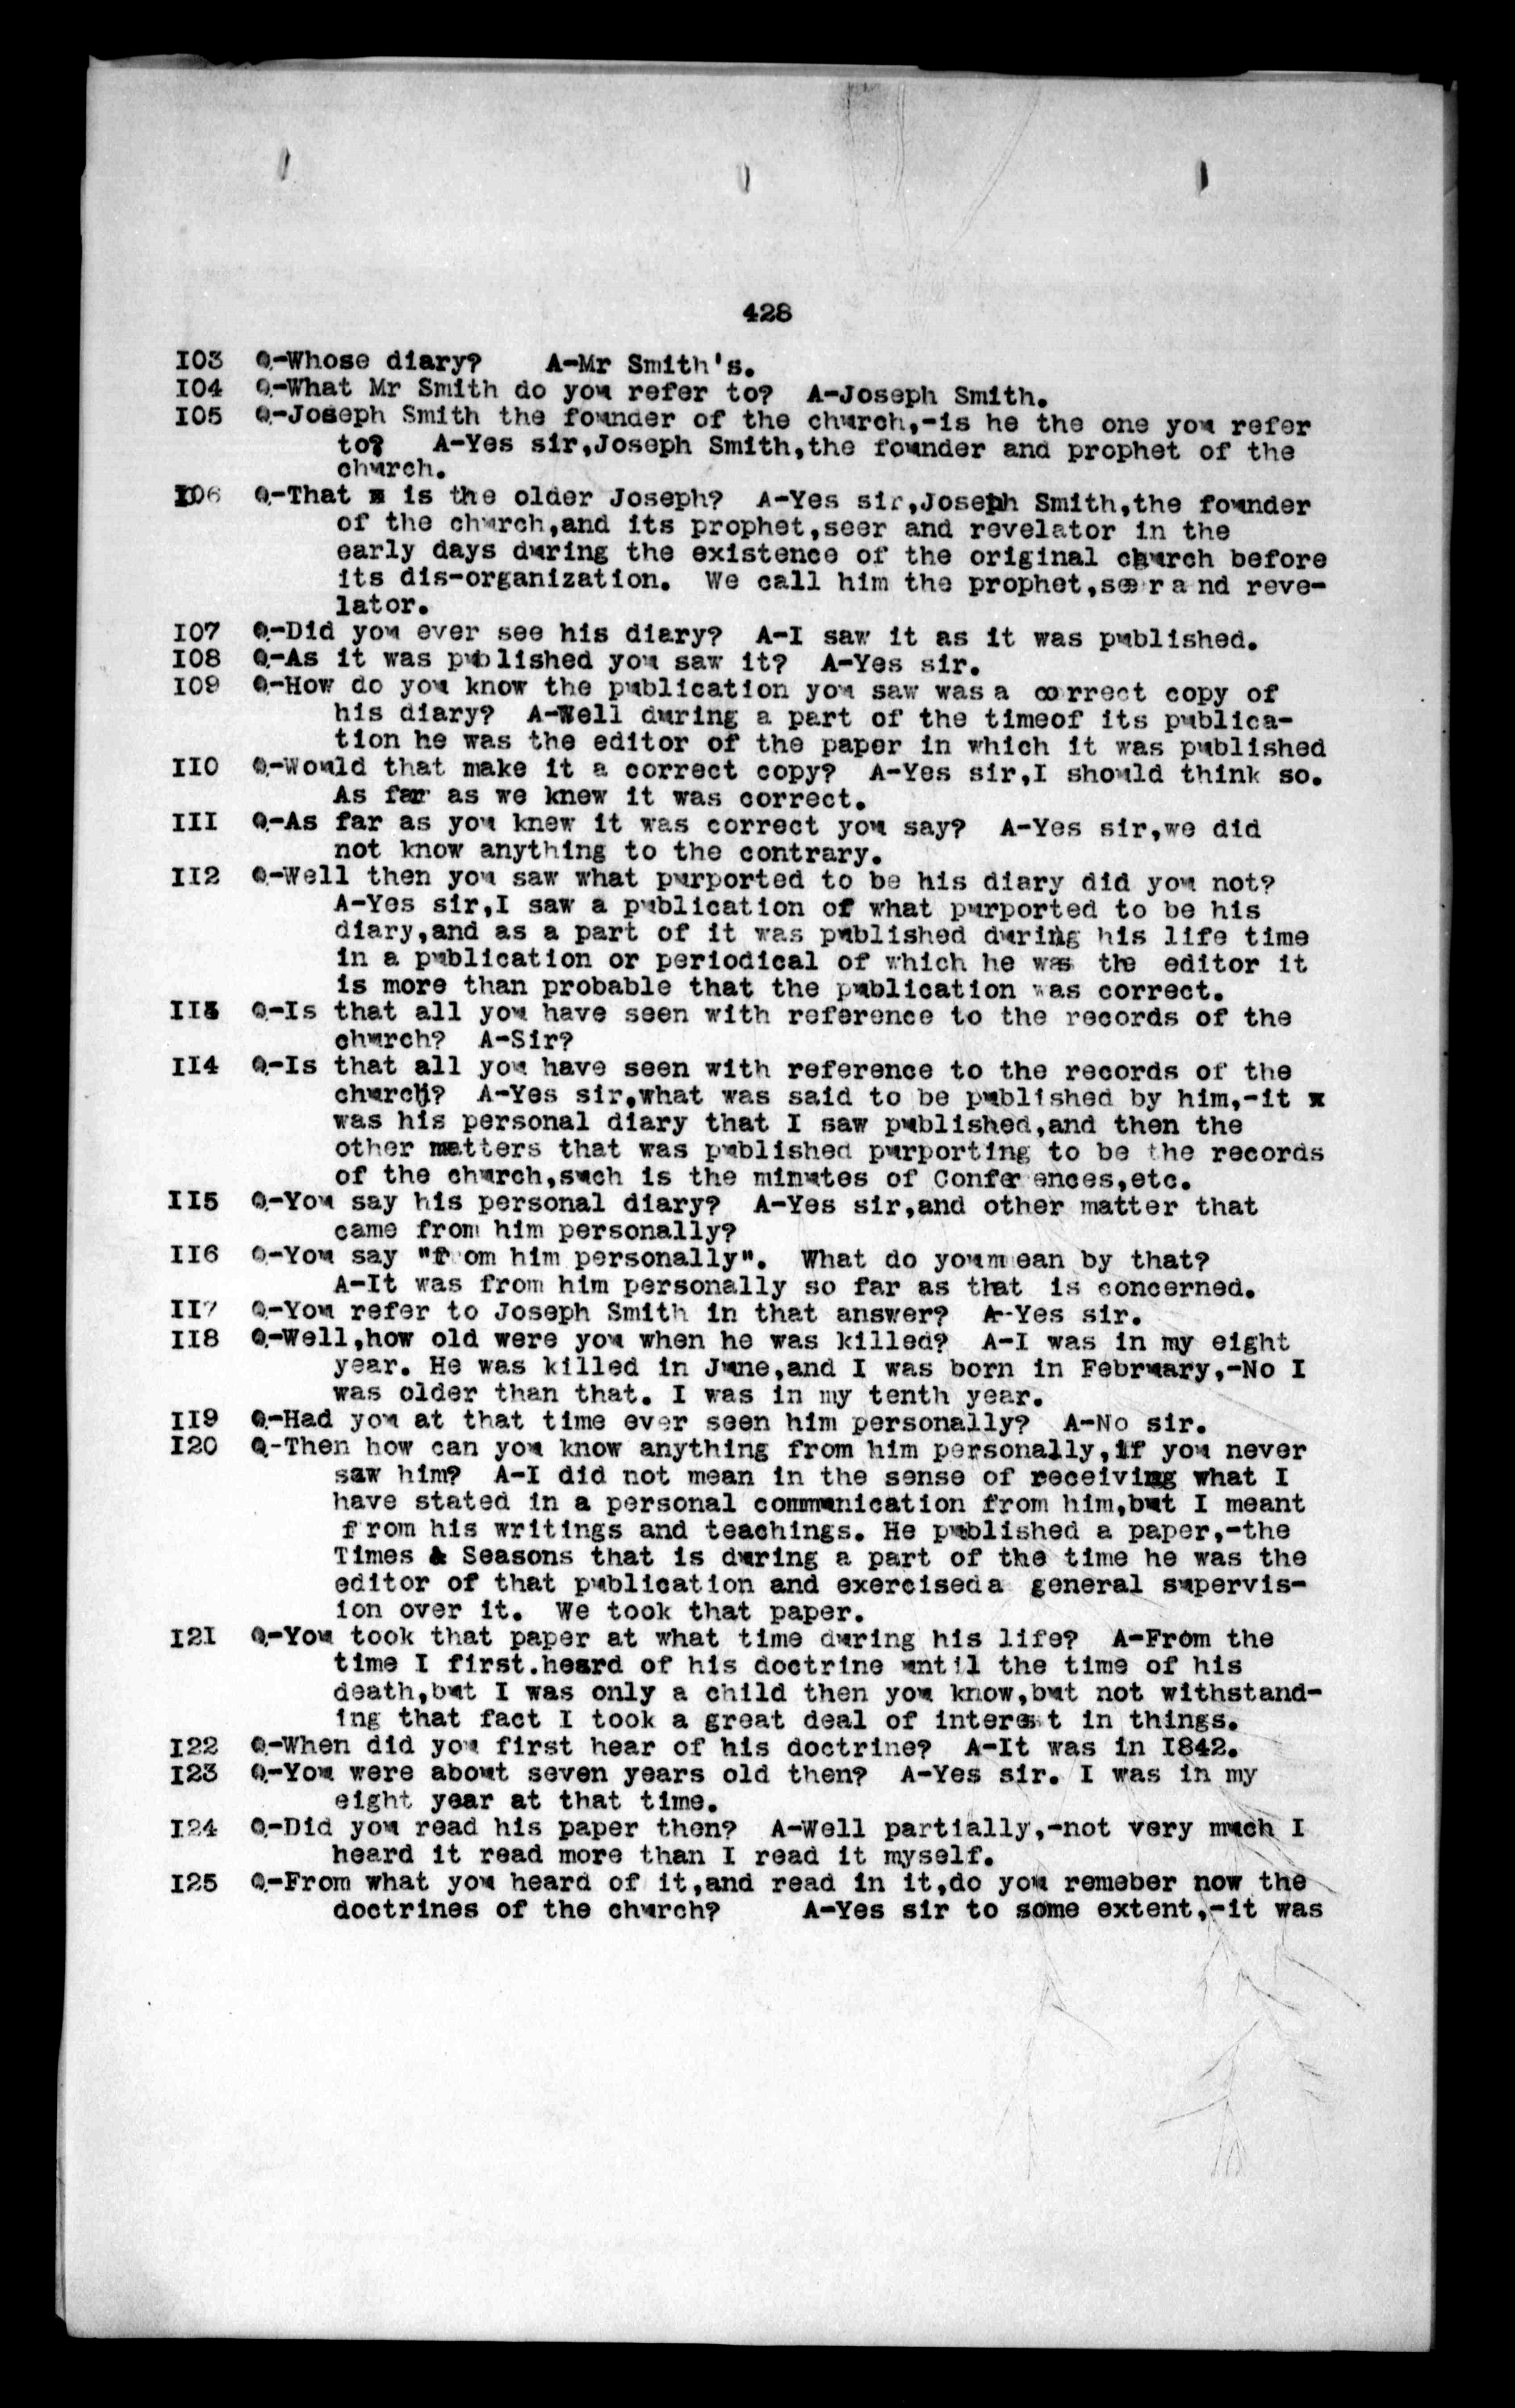 428
I03 Q-Whose diary? A-Mr Smith's.
I04 Q-What Mr Smith do you refer to? A-Joseph Smith.
I05 Q-Joseph Smith the founder of the church,-is he the one you refer
to? A-Yes sir,Joseph Smith,the founder and prophet of the
church.
I06 Q-That x is the older Joseph? A-Yes sir,Joseph Smith,the founder
of the church,and its prophet,seer and revelator in the
early days during the existence of the original church before
its dis-organization. We call him the prophet,seer and reve-
lator.
I07 Q-Did you ever see his diary? A-I saw it as it was published.
I08 Q-As it was published you saw it? A-Yes sir.
I09 Q-How do you know the publication you saw was a correct copy of
his diary? A-Well during a part of the timeof its publica-
tion he was the editor of the paper in which it was published
II0 Q-Would that make it a correct copy? A-Yes sir,I should think so.
As far as we knew it was correct.
III Q-As far as you knew it was correct you say? A-Yes sir,we did
not know anything to the contrary.
II2 Q-Well then you saw what purported to be his diary did you not?
A-Yes sir,I saw a publication of what purported to be his
diary,and as a part of it was published during his life time
in a publication or periodical of which he was the editor it
is more than probable that the publication was correct.
II3 Q-Is that all you have seen with reference to the records of the
church? A-Sir?
II4 Q-Is that all you have seen with reference to the records of the
church? A-Yes sir,what was said to be published by him,-it x
was his personal diary that I saw published,and then the
other matters that was published purporting to be the records
of the church,such is the minutes of Conferences,etc.
II5 Q-You say his personal diary? A-Yes sir,and other matter that
came from him personally?
II6 Q-You say "from him personally". What do you mean by that?
A-It was from him personally so far as that is concerned.
II7 Q-You refer to Joseph Smith in that answer? A--Yes sir.
II8 Q-Well,how old were you when he was killed? A-I was in my eight
year. He was killed in June,and I was born in February,-No I
was older than that. I was in my tenth year.
II9 Q-Had you at that time ever seen him personally? A-No sir.
I20 Q-Then how can you know anything from him personally,if you never
saw him? A-I did not mean in the sense of receiving what I
have stated in a personal communication from him,but I meant
from his writings and teachings. He published a paper,-the
Times & Seasons that is during a part of the time he was the
editor of that publication and exerciseda general supervis-
ion over it. We took that paper.
I2I Q-You took that paper at what time during his life? A-From the
time I first.heard of his doctrine until the time of his
death,but I was only a child then you know,but not withstand-
ing that fact I took a great deal of interest in things.
I22 Q-When did you first hear of his doctrine? A-It was in I842.
I23 Q-You were about seven years old then? A-Yes sir. I was in my
eight year at that time.
I24 Q-Did you read his paper then? A-Well partially,-not very much I
heard it read more than I read it myself.
I25 Q-From what you heard of it,and read in it,do you remeber now the
doctrines of the church? A-Yes sir to some extent,-it was